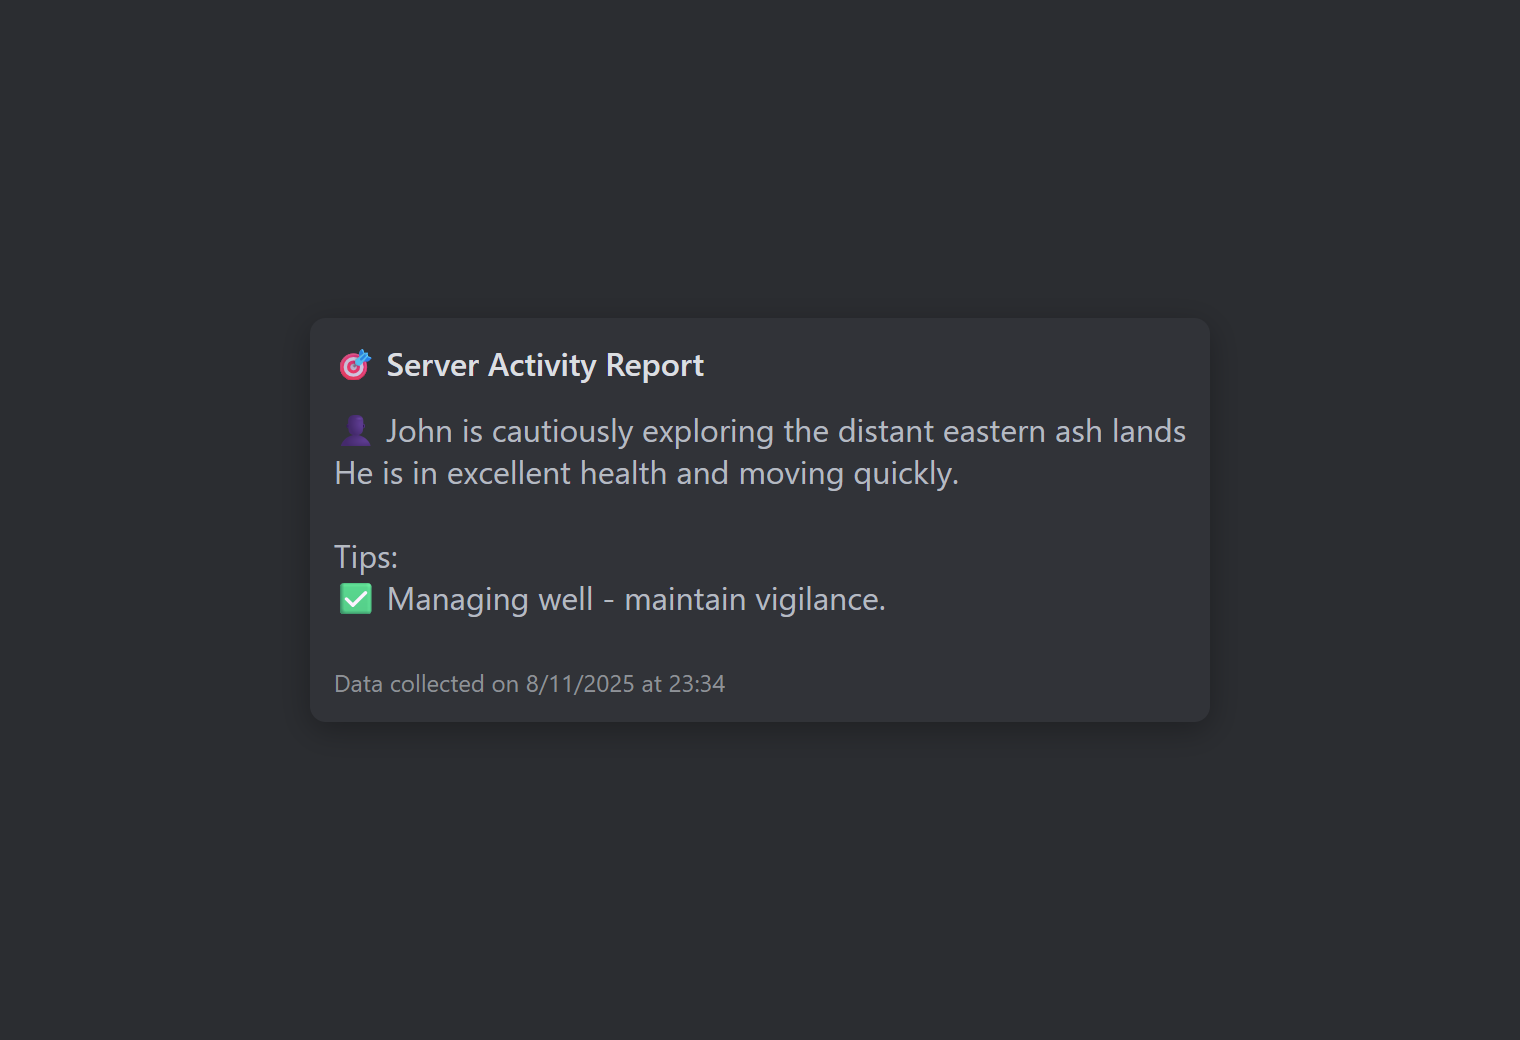 🎯 Server Activity Report
👤 John is cautiously exploring the distant eastern ash lands
He is in excellent health and moving quickly.
Tips:
✅ Managing well - maintain vigilance.
Data collected on 8/11/2025 at 23:34